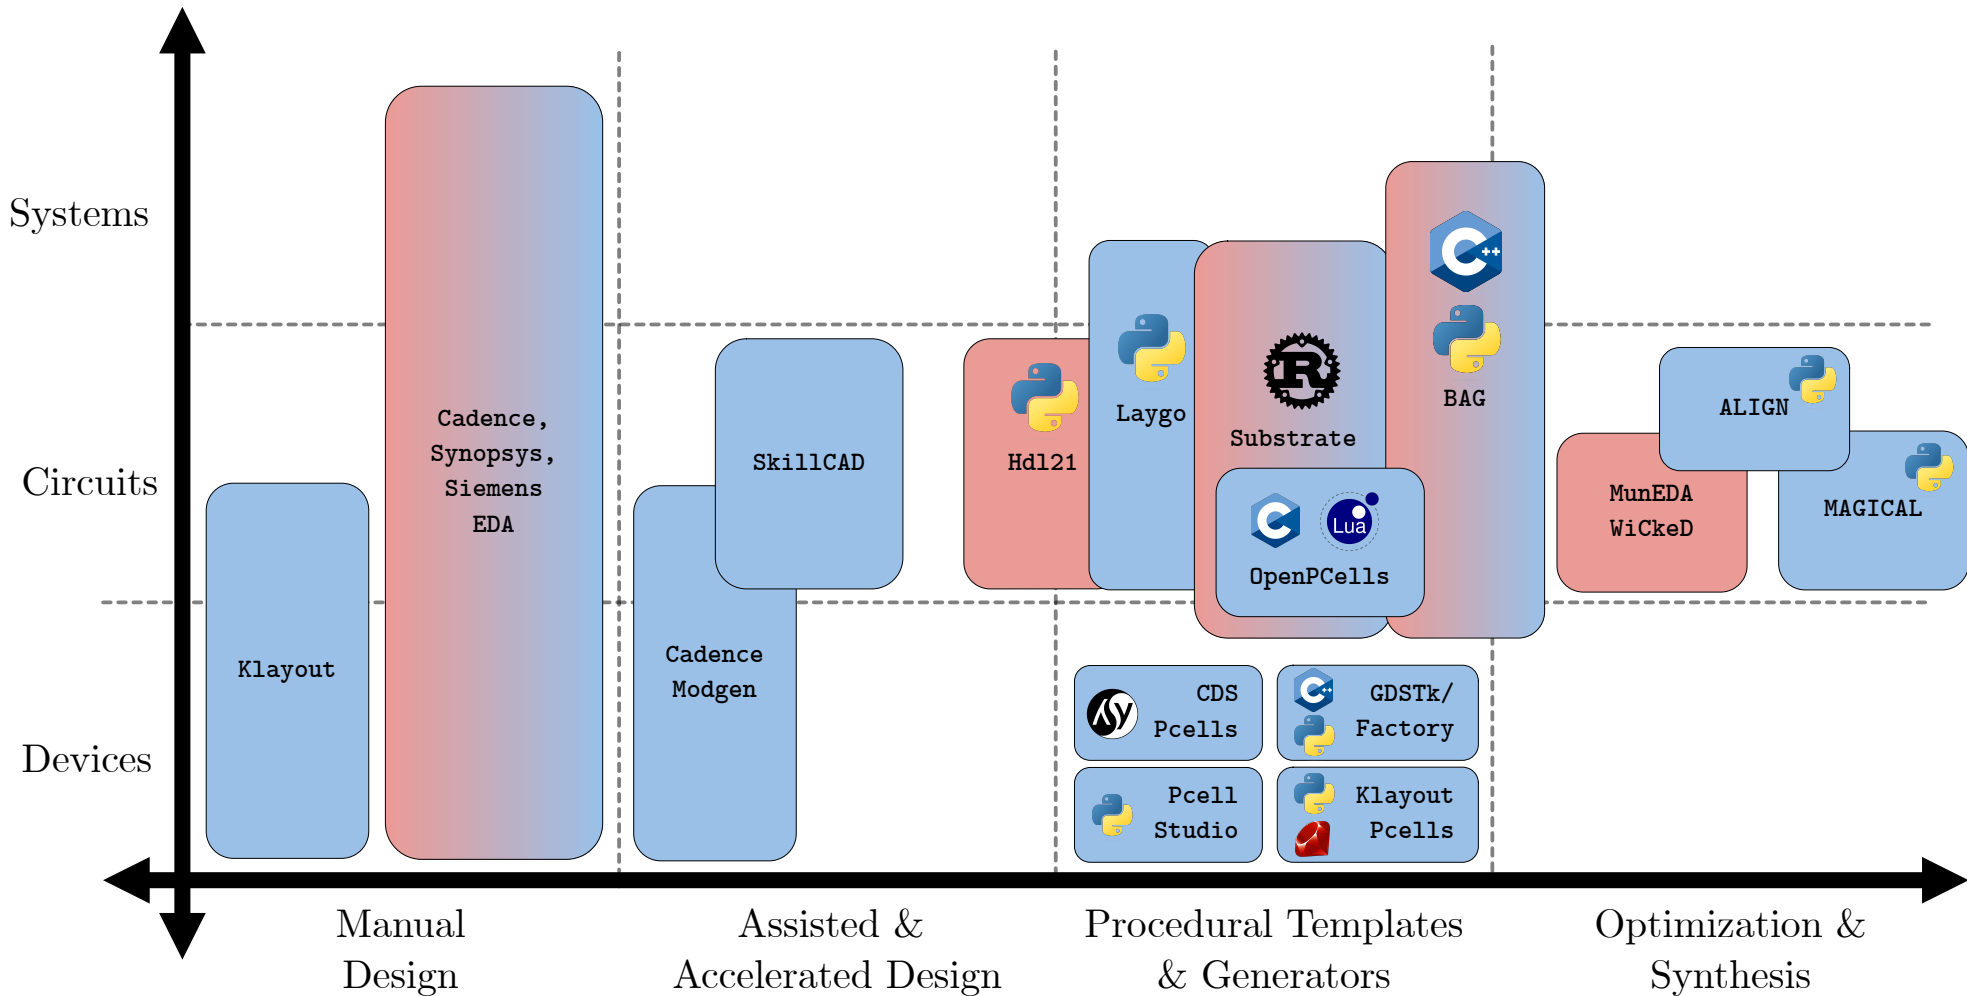 Systems
Circuits
Devices
Klayout
Cadence,
Synopsys,
Siemens
EDA
Cadence
Modgen
SkillCAD
Hdl21
Laygo
Substrate
Lua
OpenPCells
C
++
BAG
C
CDS
Pcells
λsy
C
++
GDSTk/
Factory
Pcell
Studio
Klayout
Pcells
R
MunEDA
WiCkeD
ALIGN
MAGICAL
Manual
Design
Assisted &
Accelerated Design
Procedural Templates
& Generators
Optimization &
Synthesis